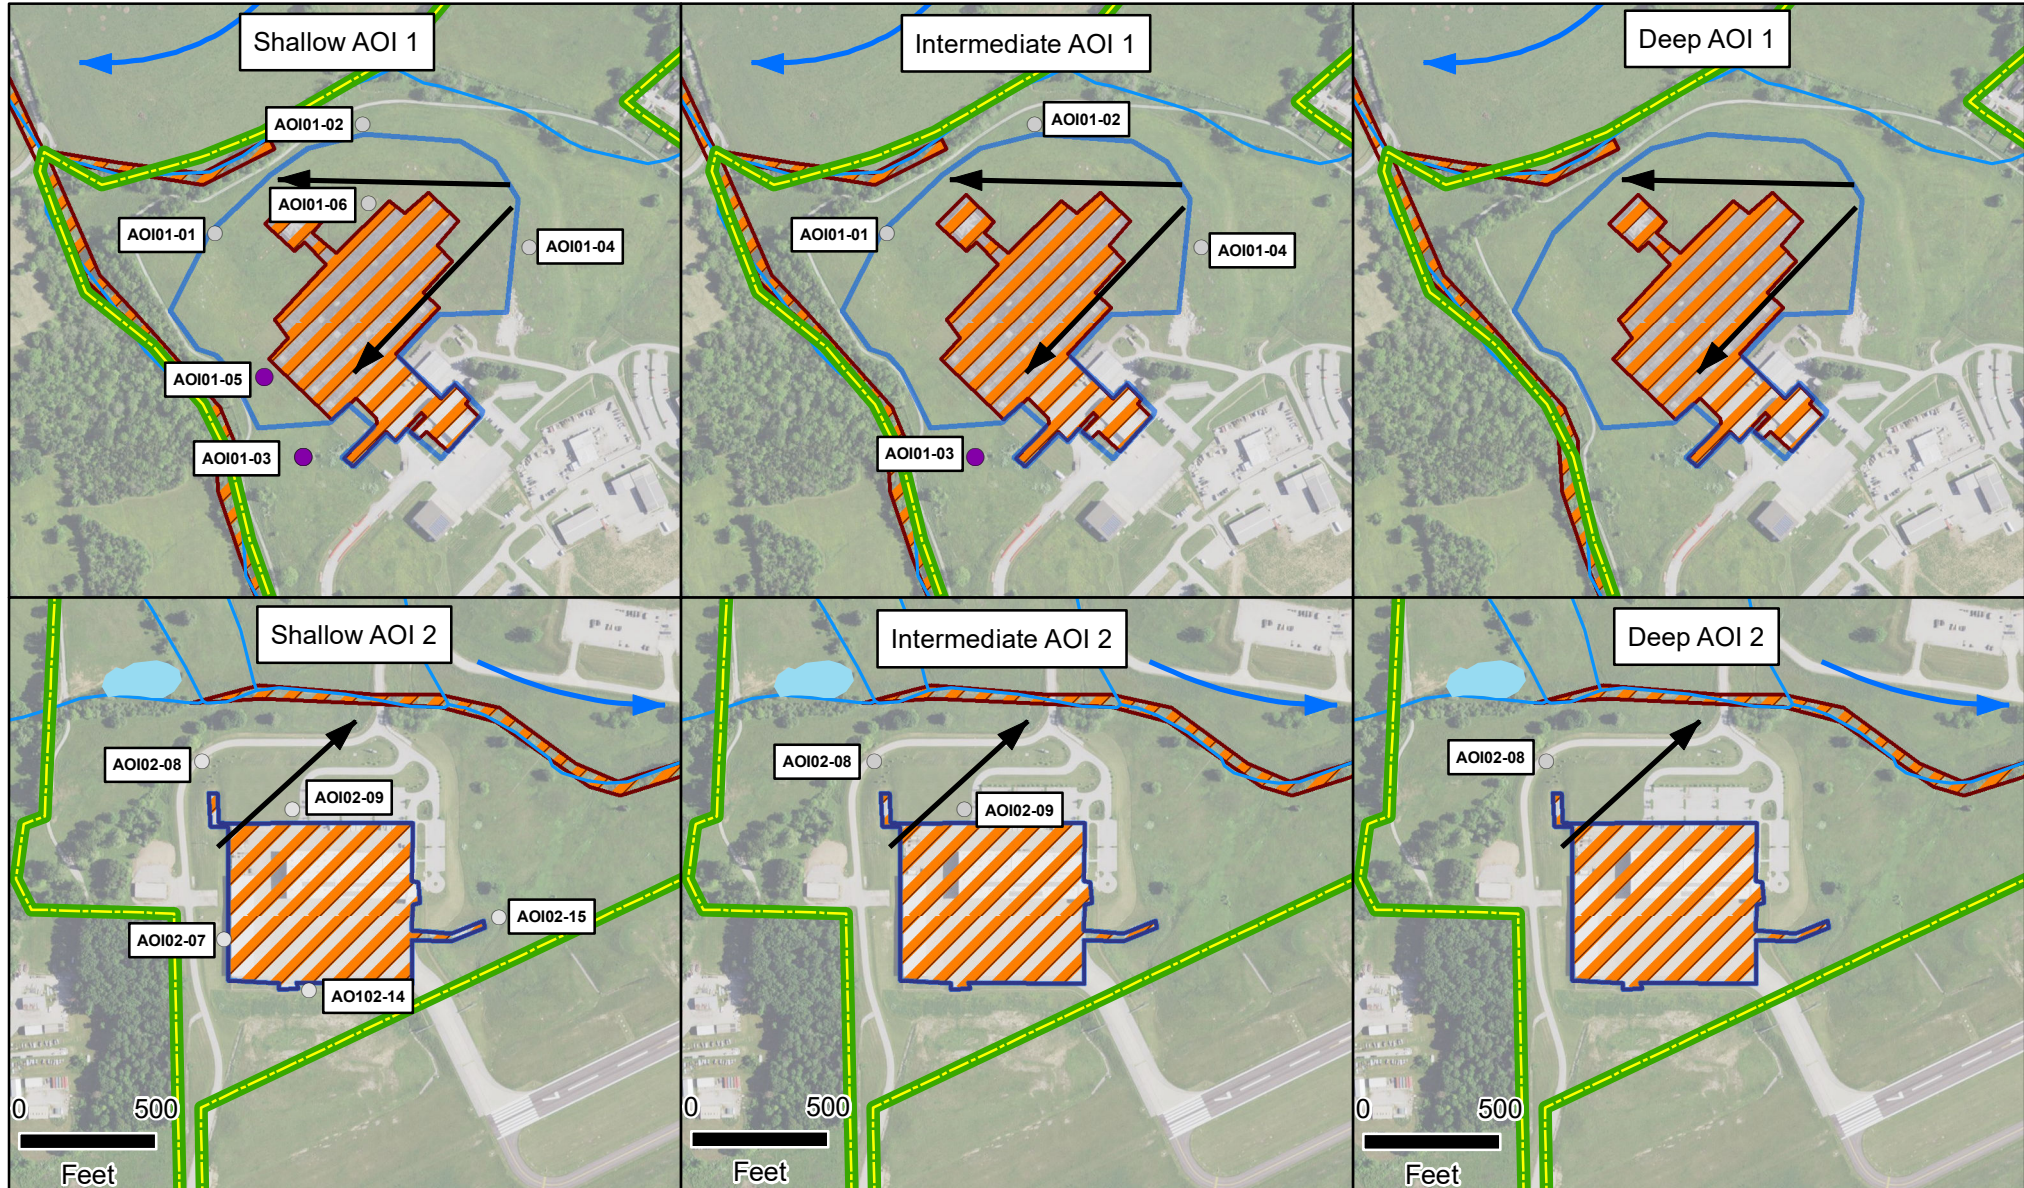 Shallow AOI 1
AOI01-02
AOI01-06
AOI01-01
AOI01-04
AOI01-05
AOI01-03
Intermediate AOI 1
AOI01-02
AOI01-01
AOI01-04
AOI01-03
Deep AOI 1
Shallow AOI 2
AOI02-08
AOI02-09
AOI02-15
AOI02-07
AO102-14
0 500
Feet
Intermediate AOI 2
AOI02-08
AOI02-09
0 500
Feet
Deep AOI 2
AOI02-08
0 500
Feet